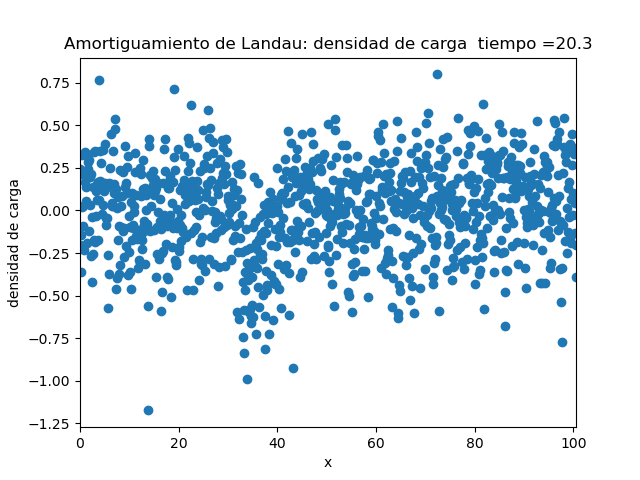 Amortiguamiento de Landau: densidad de carga  tiempo =20.3
densidad de carga
0.75
0.50
0.25
0.00
−0.25
−0.50
−0.75
−1.00
−1.25
0 20 40 60 80 100
x